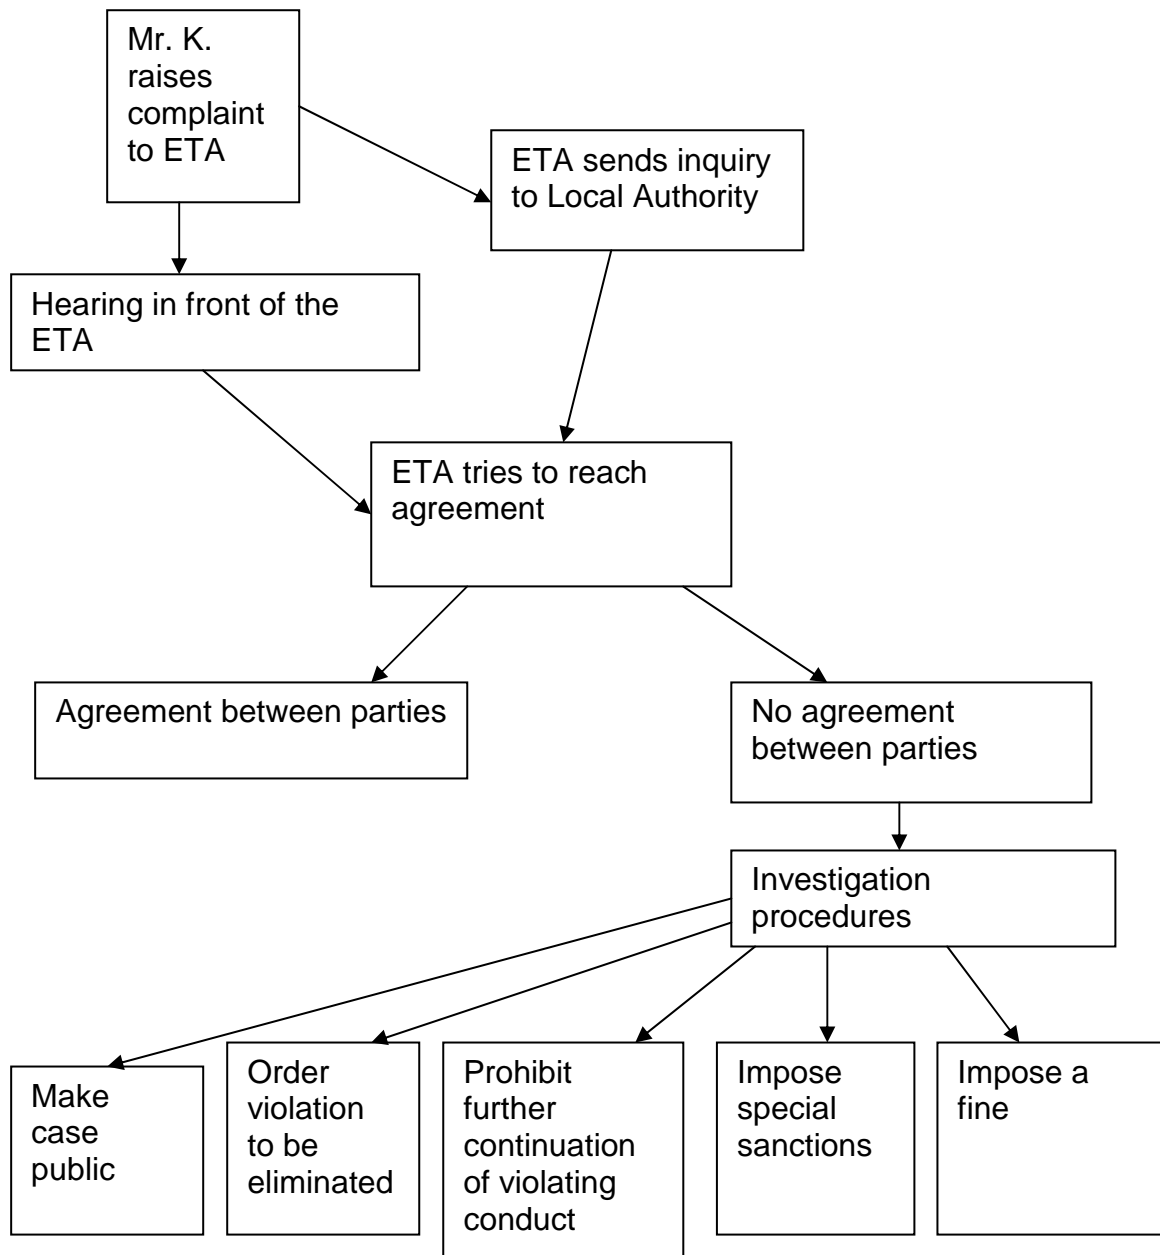 Mr. K.
raises
complaint
to ETA
ETA sends inquiry
to Local Authority
Hearing in front of the
ETA
ETA tries to reach
agreement
Agreement between parties
No agreement
between parties
Investigation
procedures
Make
case
public
Order
violation
to be
eliminated
Prohibit
further
continuation
of violating
conduct
Impose
special
sanctions
Impose a
fine